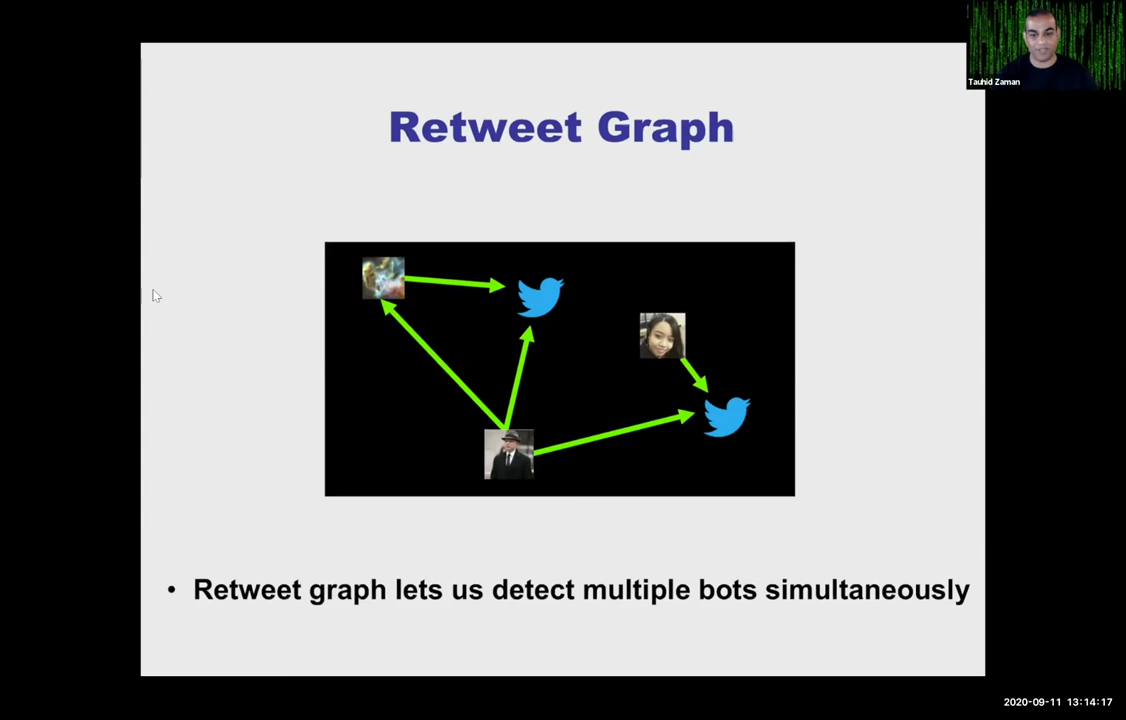 Tauhid Zaman
Retweet Graph
• Retweet graph lets us detect multiple bots simultaneously
2020-09-11 13:14:17